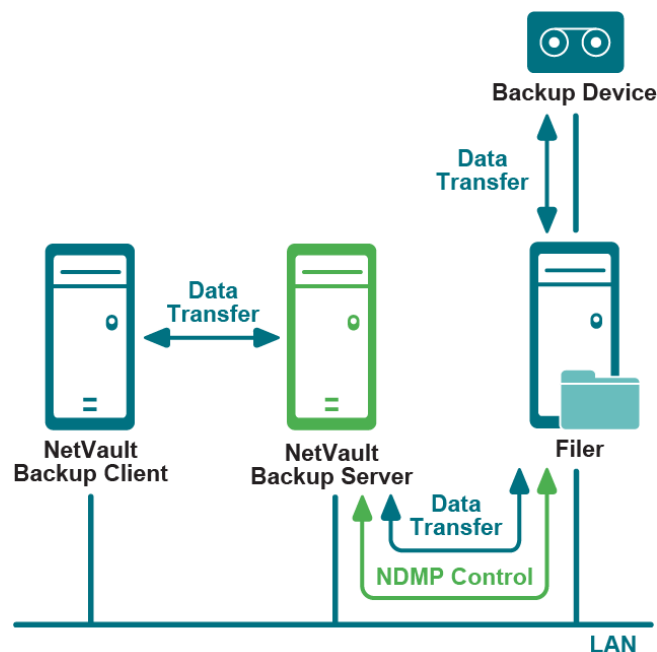 Backup Device
Data
Transfer
Data
Transfer
NetVault
Backup Client
NetVault
Backup Server
Filer
Data
Transfer
NDMP Control
LAN